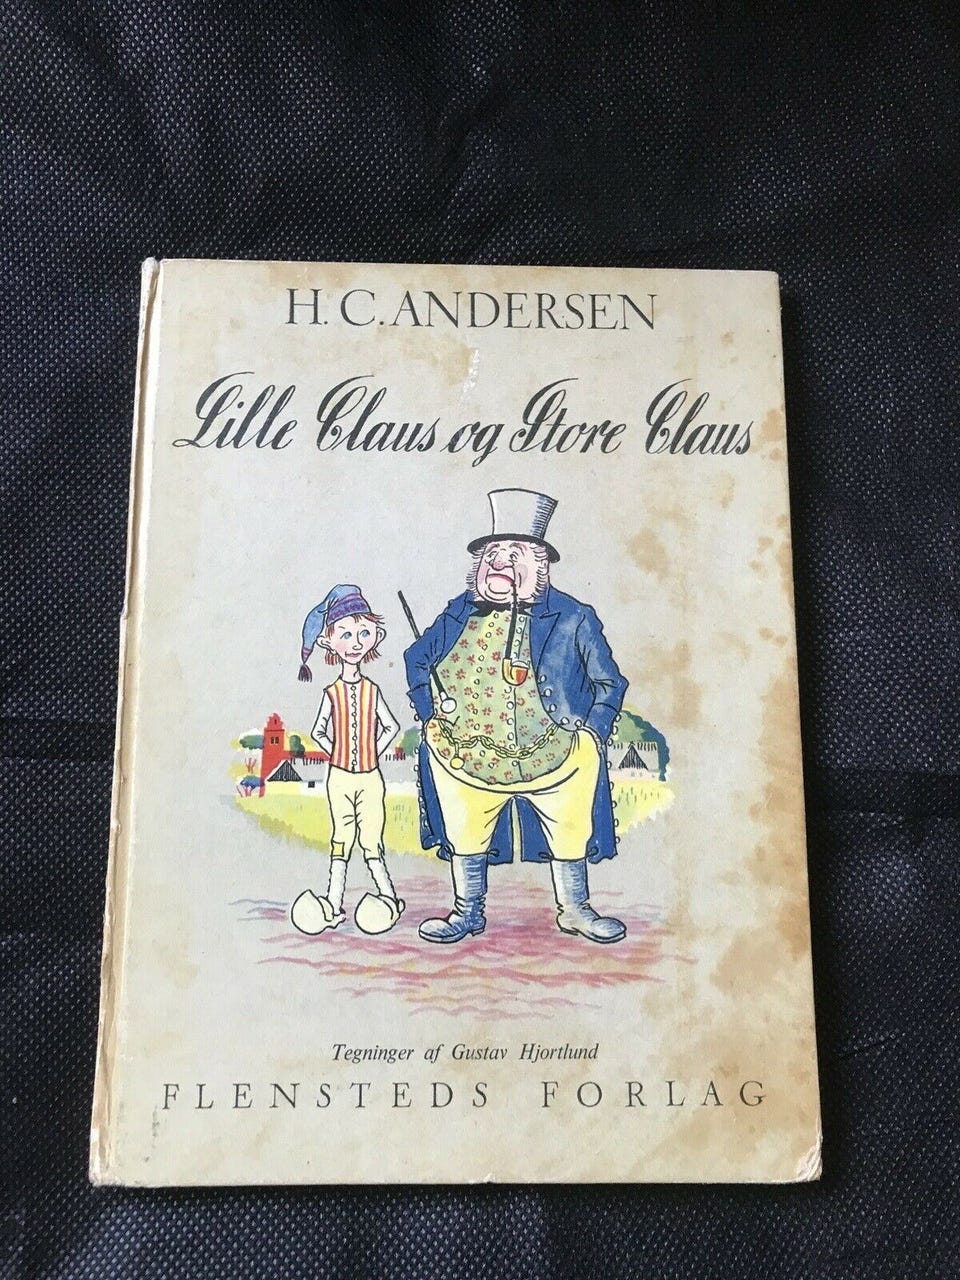 H. C. ANDERSEN
Lille Claus og Store Claus
Tegninger af Gustav Hjortlund
FLENSTEDS FORLAG